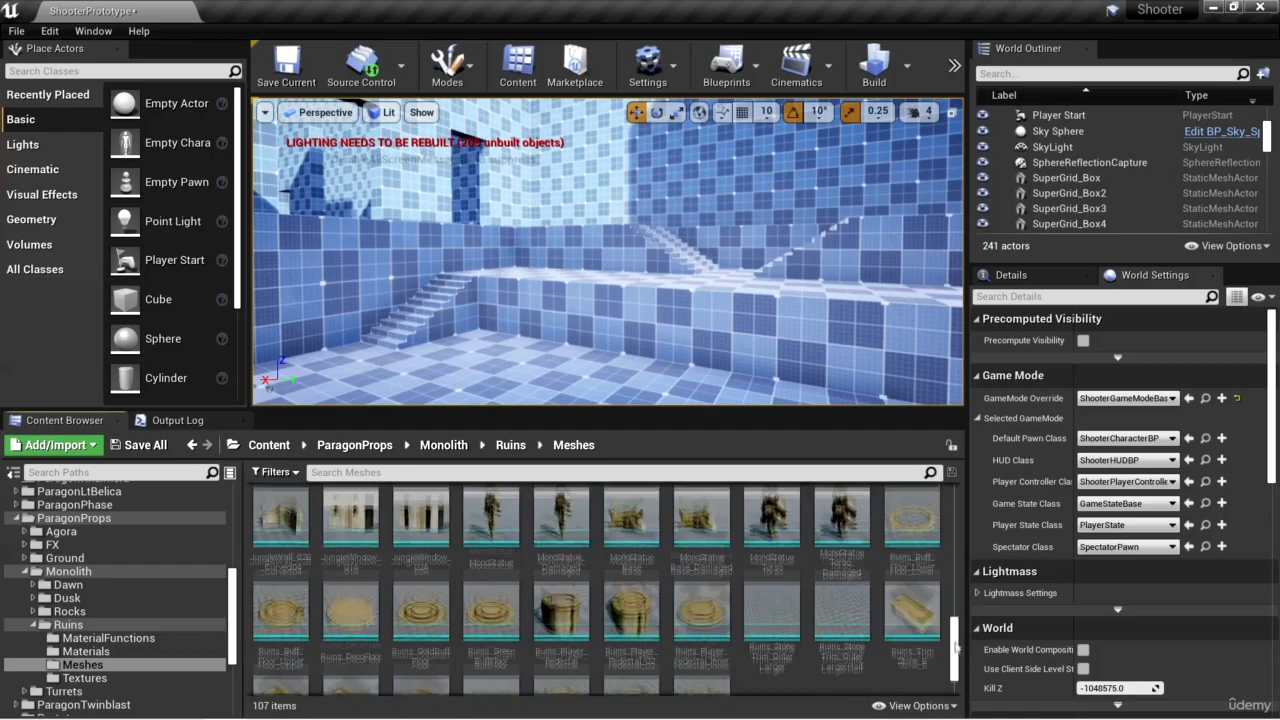 ShooterPrototype•
Shooter
File Edit Window Help
Place Actors
Search Classes
Recently Placed
Basic
Lights
Cinematic
Visual Effects
Geometry
Volumes
All Classes
Empty Actor
Empty Chara
Empty Pawn
Point Light
Player Start
Cube
Sphere
Cylinder
Save Current Source Control Modes Content Marketplace Settings Blueprints Cinematics Build
Perspective Lit Show 10 10° 0.25 4
LIGHTING NEEDS TO BE REBUILT
unbuilt objects)
World Outliner
Search...
Label Type
Player Start PlayerStart
Sky Sphere Edit BP_Sky_Sp
SkyLight SkyLight
SphereReflectionCapture SphereReflection
SuperGrid_Box StaticMeshActor
SuperGrid_Box2 StaticMeshActor
SuperGrid_Box3 StaticMeshActor
SuperGrid_Box4 StaticMeshActor
241 actors View Options
Details World Settings
Search Details
Precomputed Visibility
Precompute Visibility
Game Mode
GameMode Override ShooterGameModeBas
Selected GameMode
Default Pawn Class ShooterCharacterBP
HUD Class ShooterHUDBP
Player Controller Clas ShooterPlayerControlle
Game State Class GameStateBase
Player State Class PlayerState
Spectator Class SpectatorPawn
Lightmass
Lightmass Settings
World
Enable World Compositi
Use Client Side Level St
Kill Z -1048575.0
Content Browser Output Log
Add/Import Save All Content ParagonProps Monolith Ruins Meshes
Search Paths
Filters Search Meshes
ParagonLtBelica
ParagonPhase
ParagonProps
Agora
FX
Ground
Monolith
Dawn
Dusk
Rocks
Ruins
MaterialFunctions
Materials
Meshes
Textures
Turrets
ParagonTwinblast
107 items View Options
ûdemy